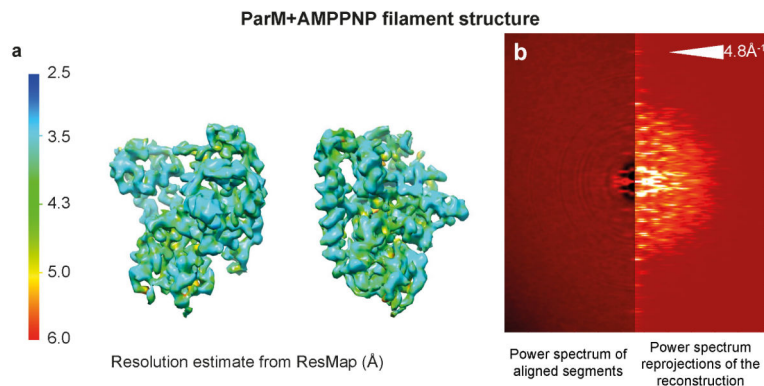 ParM+AMPPNP filament structure
a
b
2.5
3.5
4.3
5.0
6.0
4.8Å⁻¹
Resolution estimate from ResMap (Å)
Power spectrum of
aligned segments
Power spectrum
reprojections of the
reconstruction